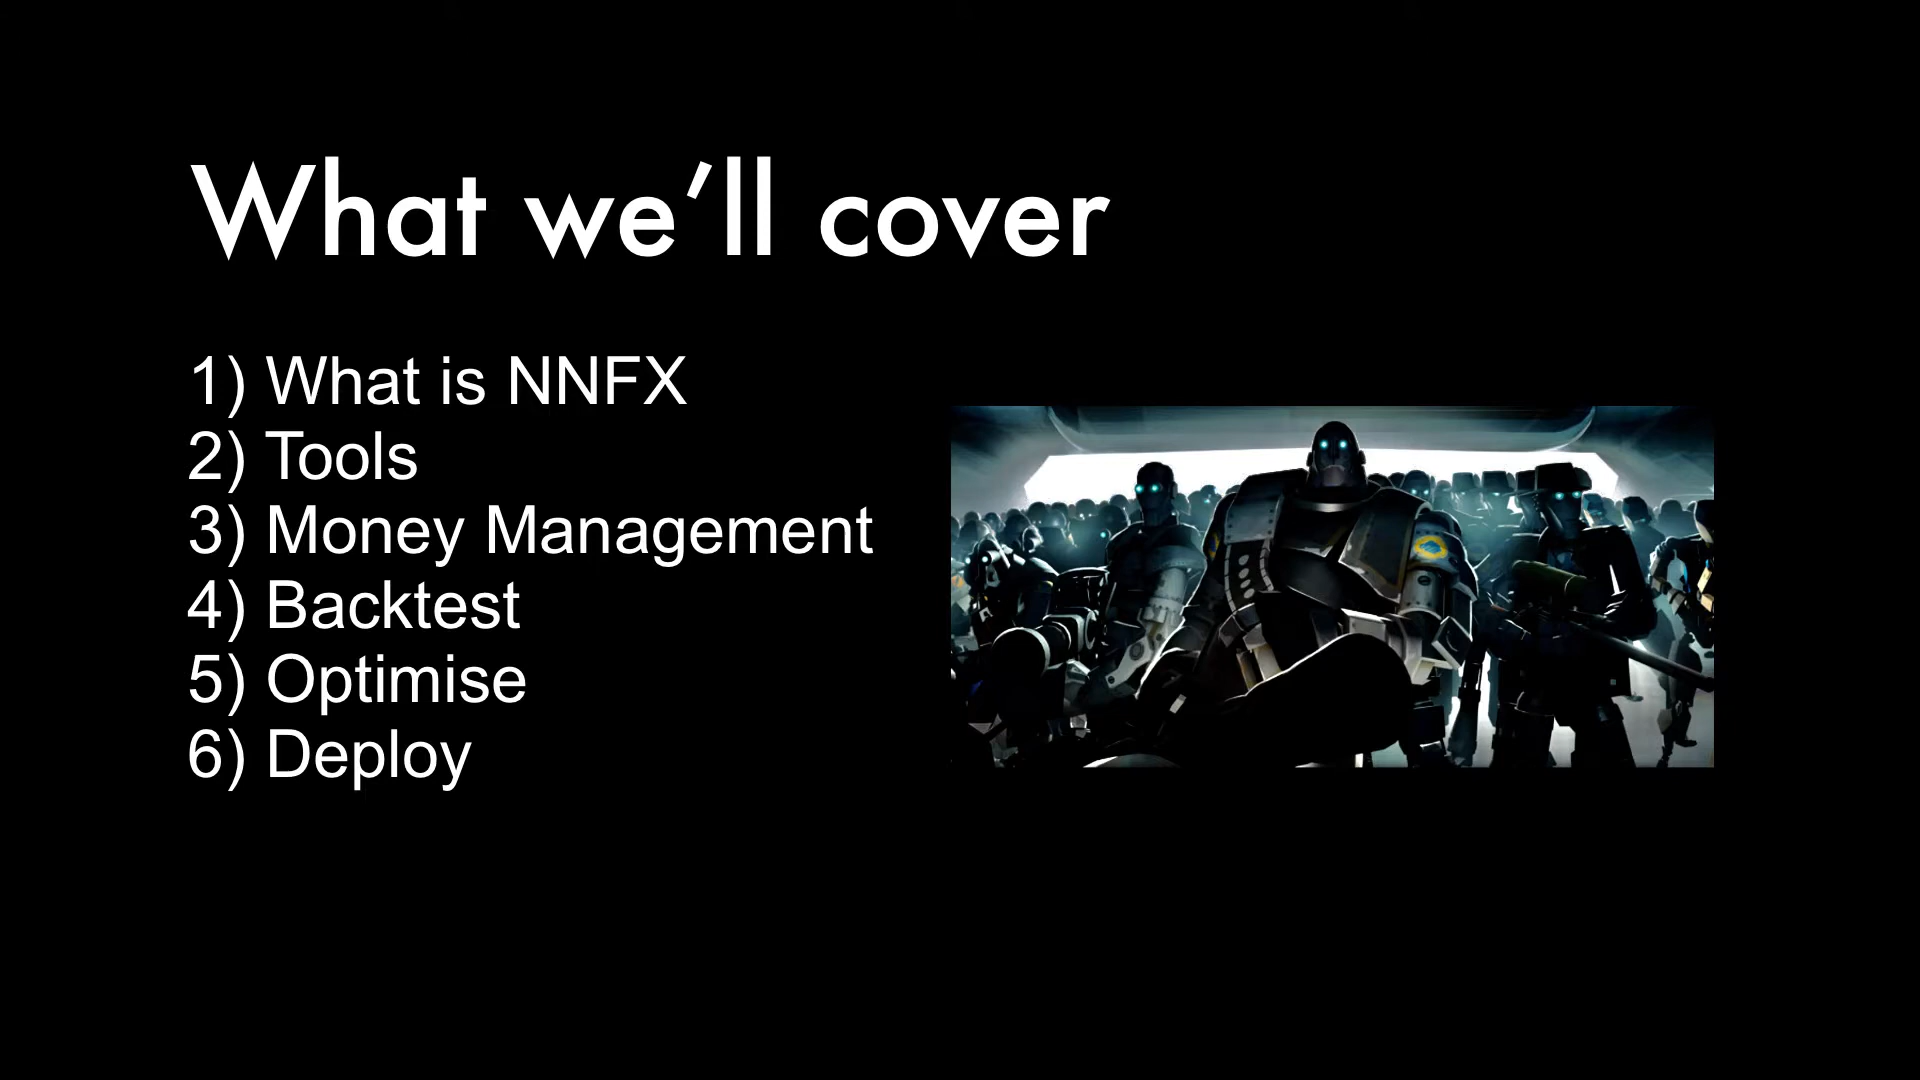 What we’ll cover
1) What is NNFX
2) Tools
3) Money Management
4) Backtest
5) Optimise
6) Deploy